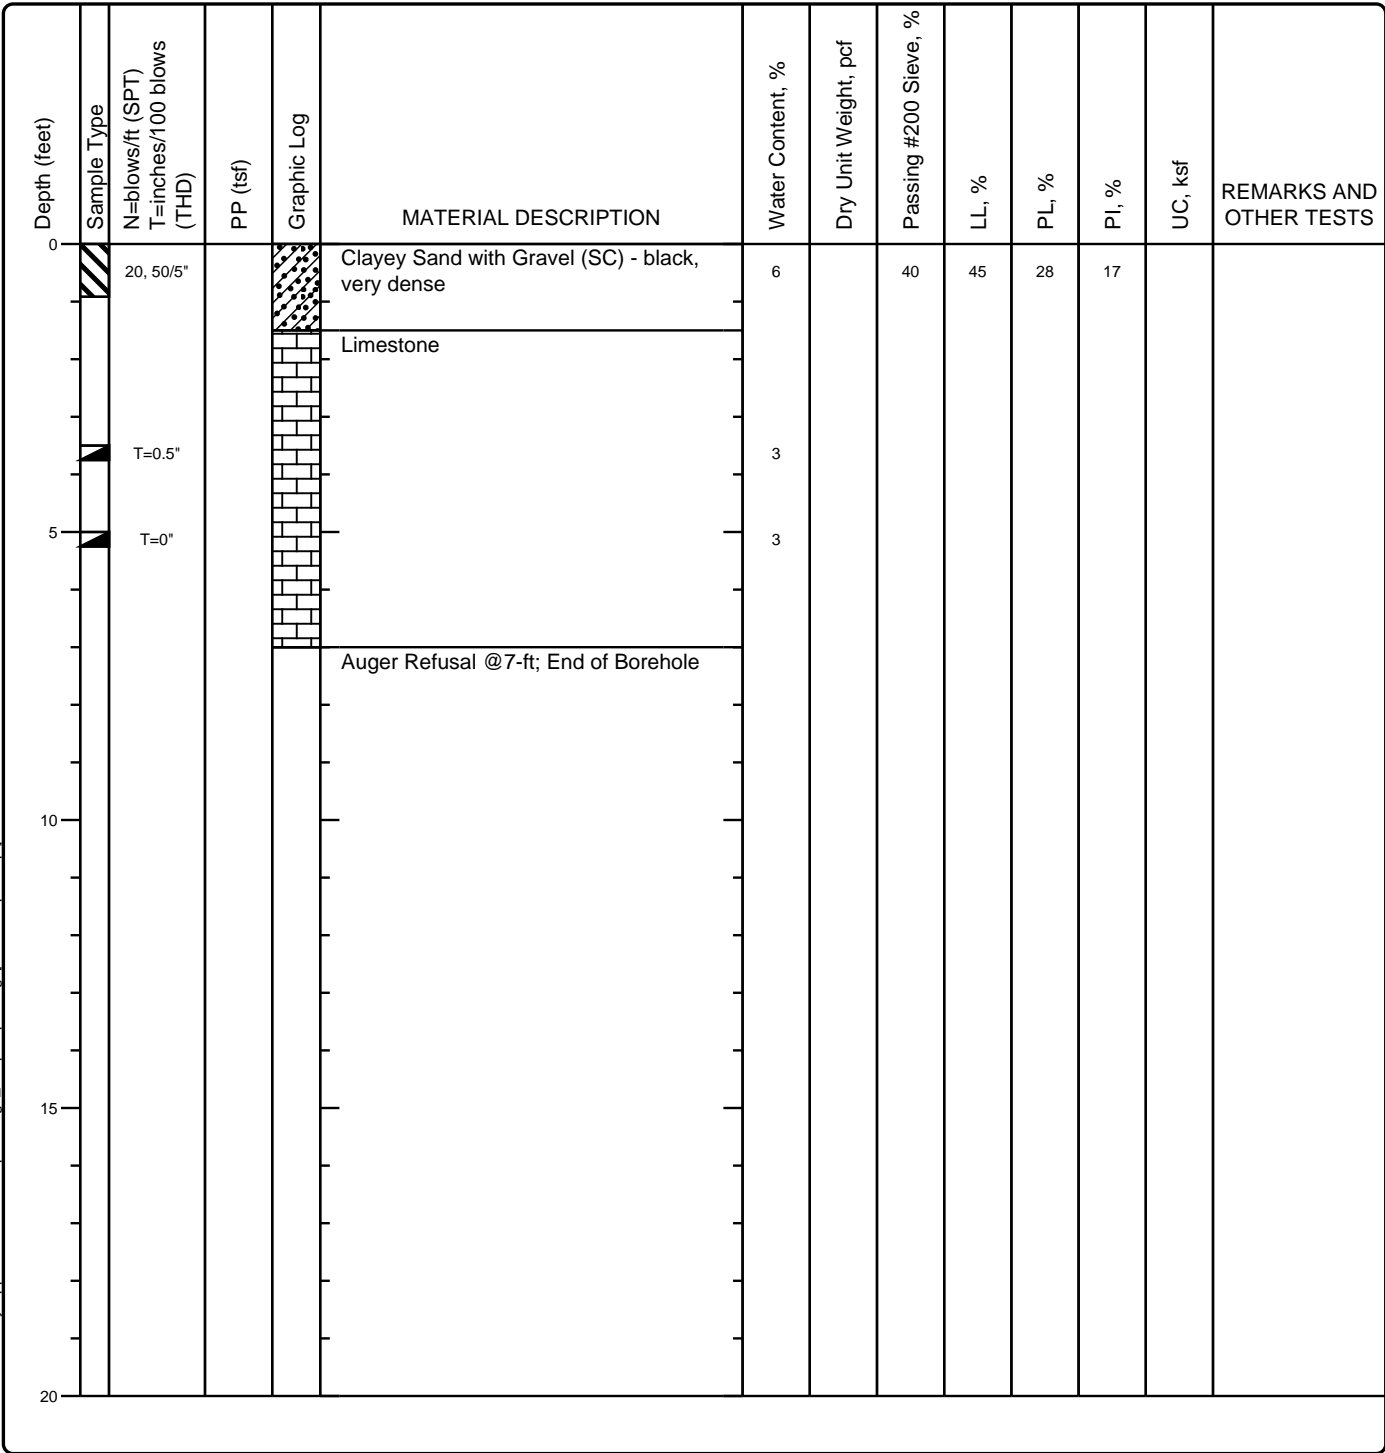 Depth (feet)
Sample Type
N=blows/ft (SPT)
T=inches/100 blows
(THD)
PP (tsf)
Graphic Log
MATERIAL DESCRIPTION
Water Content, %
Dry Unit Weight, pcf
Passing #200 Sieve, %
LL, %
PL, %
PI, %
UC, ksf
REMARKS AND
OTHER TESTS
0
20, 50/5"
Clayey Sand with Gravel (SC) - black,
very dense
6
40
45
28
17
Limestone
T=0.5"
3
5
T=0"
3
Auger Refusal @7-ft; End of Borehole
10
15
20